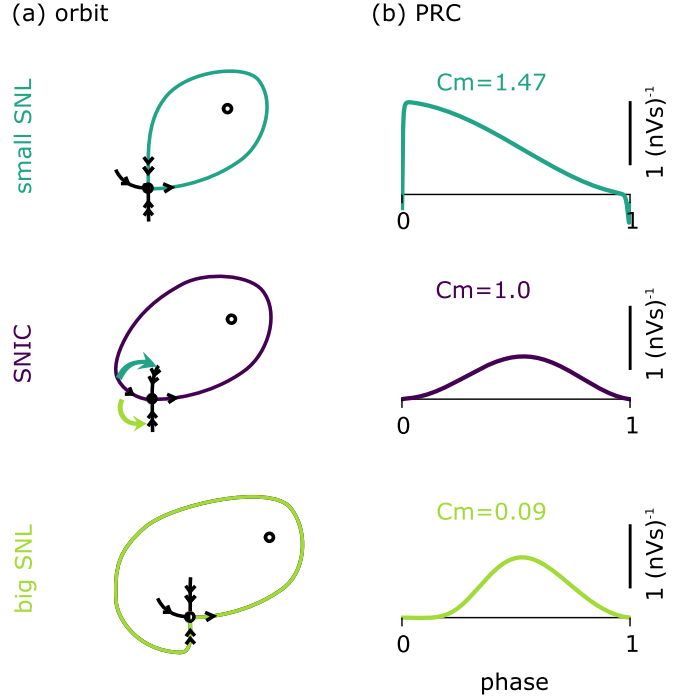 (a) orbit
(b) PRC
small SNL
Cm=1.47
1 (nVs)⁻¹
0
1
SNIC
Cm=1.0
1 (nVs)⁻¹
0
1
big SNL
Cm=0.09
1 (nVs)⁻¹
0
1
phase